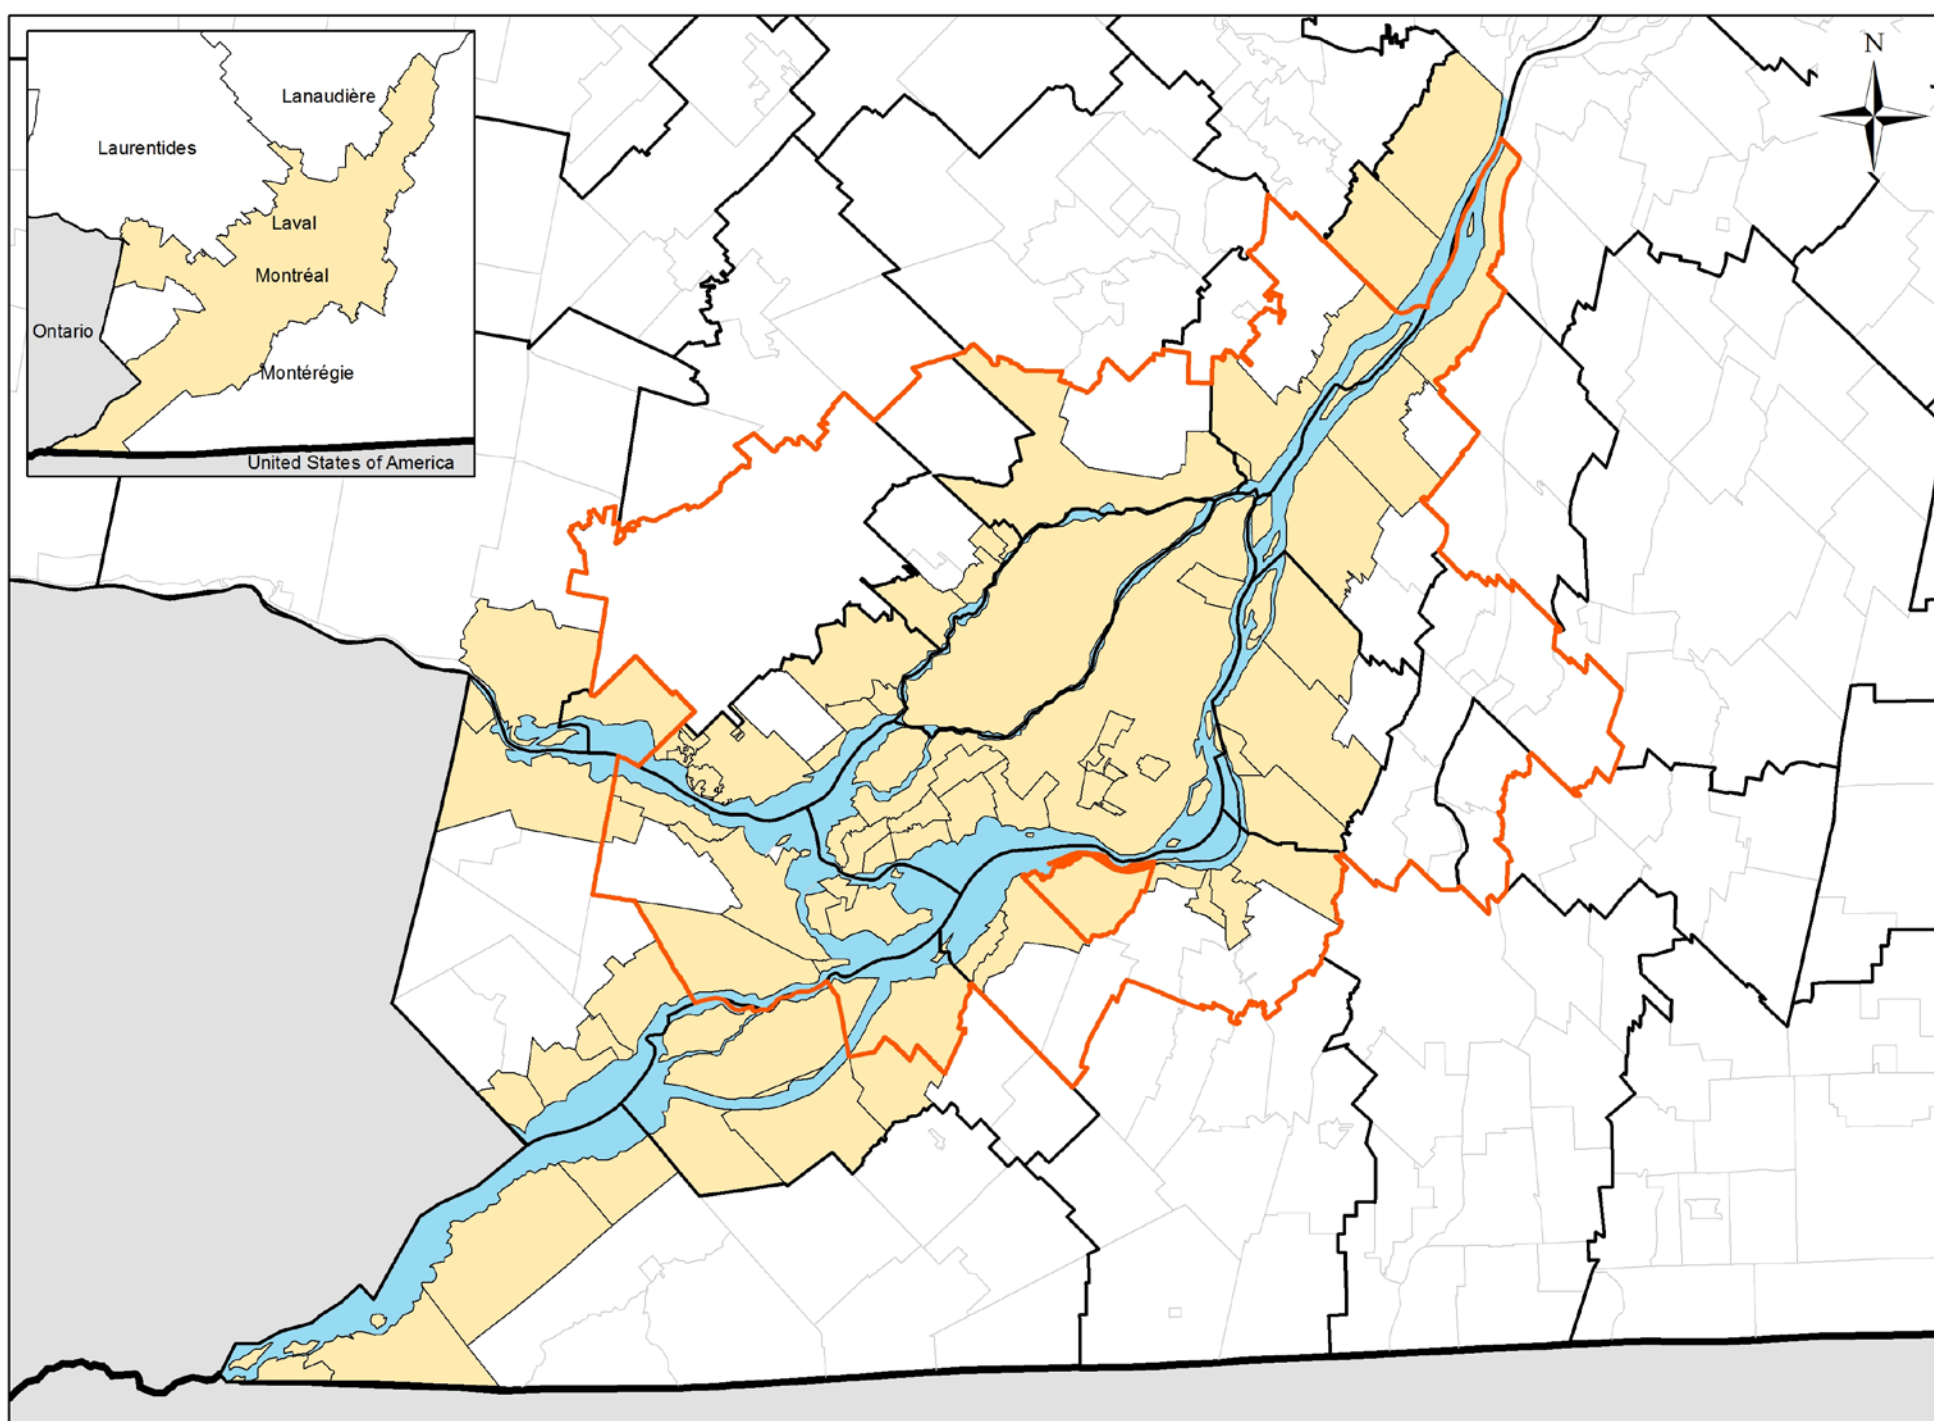 N
Lanaudière
Laurentides
Laval
Montréal
Ontario
Montérégie
United States of America